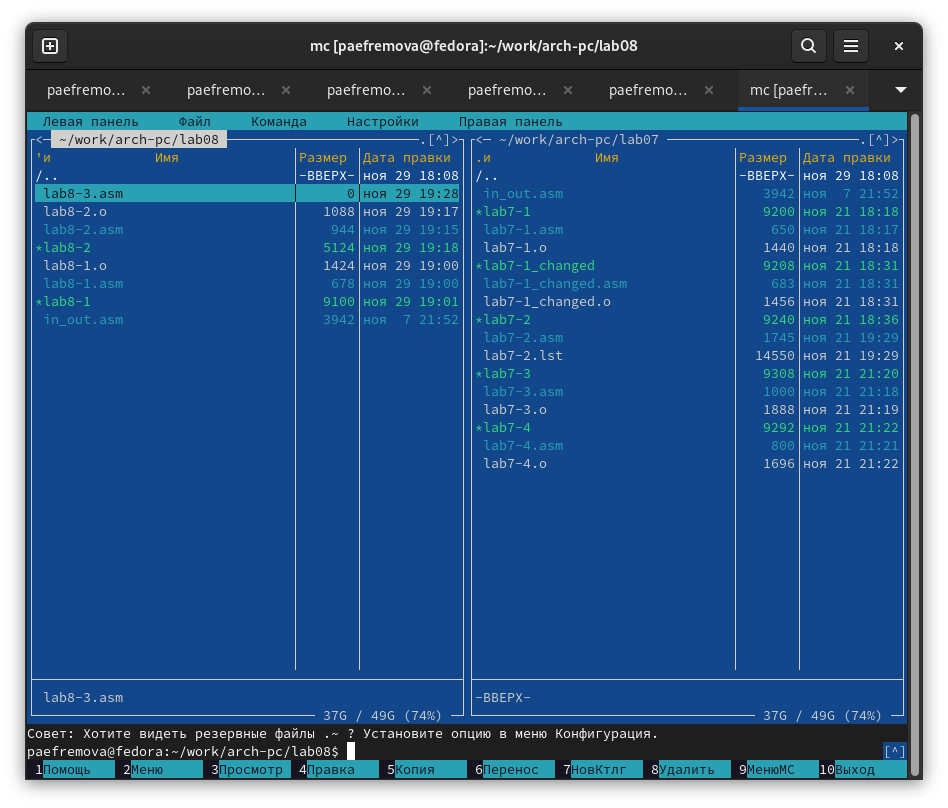 mc [paefremova@fedora]:~/work/arch-pc/lab08
paefremo... paefremo... paefremo... paefremo... paefremo... mc [paefr...
Левая панель Файл Команда Настройки Правая панель
<─ ~/work/arch-pc/lab08 .[^]>
'и Имя Размер Дата правки
/.. -ВВЕРХ- ноя 29 18:08
lab8-3.asm 0 ноя 29 19:28
lab8-2.o 1088 ноя 29 19:17
lab8-2.asm 944 ноя 29 19:15
*lab8-2 5124 ноя 29 19:18
lab8-1.o 1424 ноя 29 19:00
lab8-1.asm 678 ноя 29 19:00
*lab8-1 9100 ноя 29 19:01
in_out.asm 3942 ноя 7 21:52
lab8-3.asm
37G / 49G (74%)
<─ ~/work/arch-pc/lab07 .[^]>
.и Имя Размер Дата правки
/.. -ВВЕРХ- ноя 29 18:08
in_out.asm 3942 ноя 7 21:52
*lab7-1 9200 ноя 21 18:18
lab7-1.asm 650 ноя 21 18:17
lab7-1.o 1440 ноя 21 18:18
*lab7-1_changed 9208 ноя 21 18:31
lab7-1_changed.asm 683 ноя 21 18:31
lab7-1_changed.o 1456 ноя 21 18:31
*lab7-2 9240 ноя 21 18:36
lab7-2.asm 1745 ноя 21 19:29
lab7-2.lst 14550 ноя 21 19:29
*lab7-3 9308 ноя 21 21:20
lab7-3.asm 1000 ноя 21 21:18
lab7-3.o 1888 ноя 21 21:19
*lab7-4 9292 ноя 21 21:22
lab7-4.asm 800 ноя 21 21:21
lab7-4.o 1696 ноя 21 21:22
-ВВЕРХ-
37G / 49G (74%)
Совет: Хотите видеть резервные файлы .~ ? Установите опцию в меню Конфигурация.
paefremova@fedora:~/work/arch-pc/lab08$ [^]
1Помощь 2Меню 3Просмотр 4Правка 5Копия 6Перенос 7НовКтлг 8Удалить 9МенюМС 10Выход